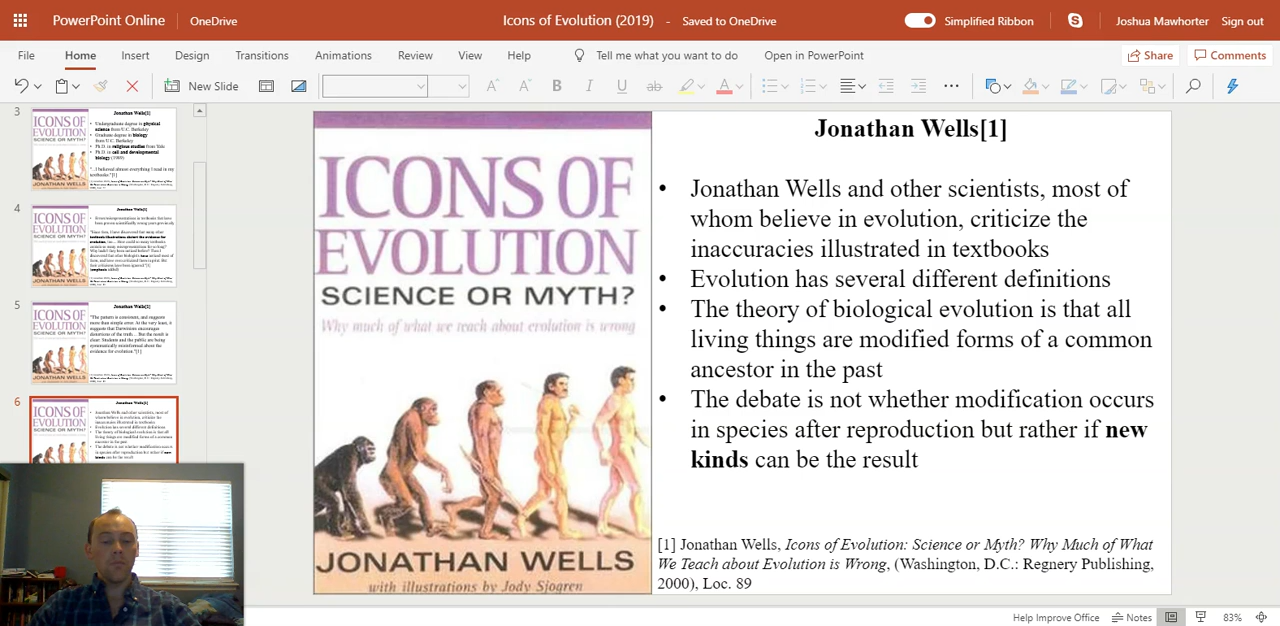 PowerPoint Online OneDrive Icons of Evolution (2019) - Saved to OneDrive Simplified Ribbon Joshua Mawhorter Sign out
File Home Insert Design Transitions Animations Review View Help Tell me what you want to do Open in PowerPoint Share Comments
New Slide
3
4
5
6
ICONS OF
EVOLUTION
SCIENCE OR MYTH?
Why much of what we teach about evolution is wrong
JONATHAN WELLS
with illustrations by Jody Sjogren
Jonathan Wells[1]
• Jonathan Wells and other scientists, most of
whom believe in evolution, criticize the
inaccuracies illustrated in textbooks
• Evolution has several different definitions
• The theory of biological evolution is that all
living things are modified forms of a common
ancestor in the past
• The debate is not whether modification occurs
in species after reproduction but rather if new
kinds can be the result
[1] Jonathan Wells, Icons of Evolution: Science or Myth? Why Much of What
We Teach about Evolution is Wrong, (Washington, D.C.: Regnery Publishing,
2000), Loc. 89
Help Improve Office Notes 83%